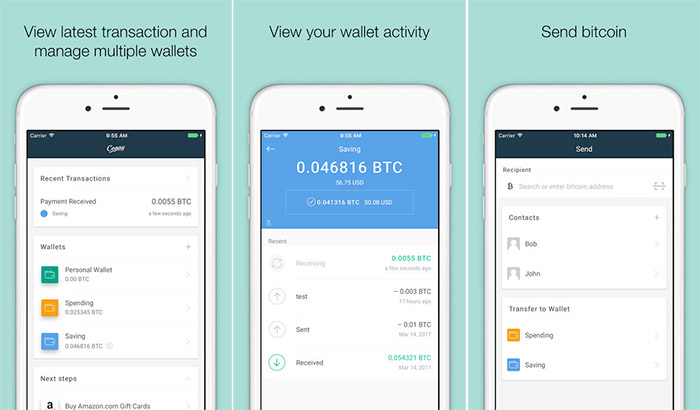 View latest transaction and
manage multiple wallets
Carrier 9:55 AM
Copay
Recent Transactions
Payment Received 0.0055 BTC
Saving a few seconds ago
Wallets +
Personal Wallet
0.00 BTC
Spending
0.025345 BTC
Saving
0.046816 BTC
Next steps
a Buy Amazon.com Gift Cards
View your wallet activity
Carrier 9:55 AM
Saving
0.046816 BTC
56.75 USD
0.041316 BTC 50.08 USD
Recent
Receiving 0.0055 BTC
a few seconds ago
test – 0.003 BTC
17 hours ago
Sent – 0.01 BTC
Mar 14, 2017
Received 0.054321 BTC
Mar 14, 2017
Send bitcoin
Carrier 10:14 AM
Send
Recipient
Search or enter bitcoin address
Contacts +
Bob
John
Transfer to Wallet
Spending
Saving